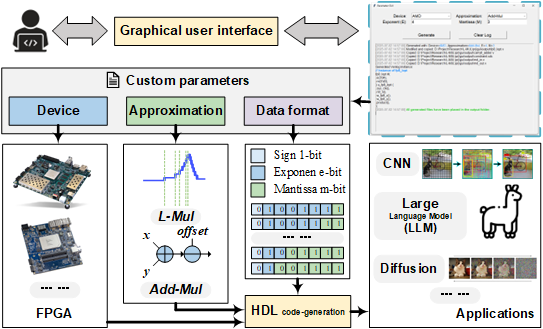 Graphical user interface
Device AMD Approximation AddMul
Exponent (E) 4 Mantissa (M) 3
Generate Clear Log
Custom parameters
Device
Approximation
Data format
Sign 1-bit
Exponen e-bit
Mantissa m-bit
L-Mul
x
offset
y
Add-Mul
0 1 0 0 1 1 1 1
0 1 0 0 1 1 1 1
... ...
0 1 0 0 1 1 1 1
0 1 0 0 1 1 1 1
... ...
FPGA
HDL code-generation
CNN
Large
Language Model
(LLM)
Diffusion
... ...
Applications